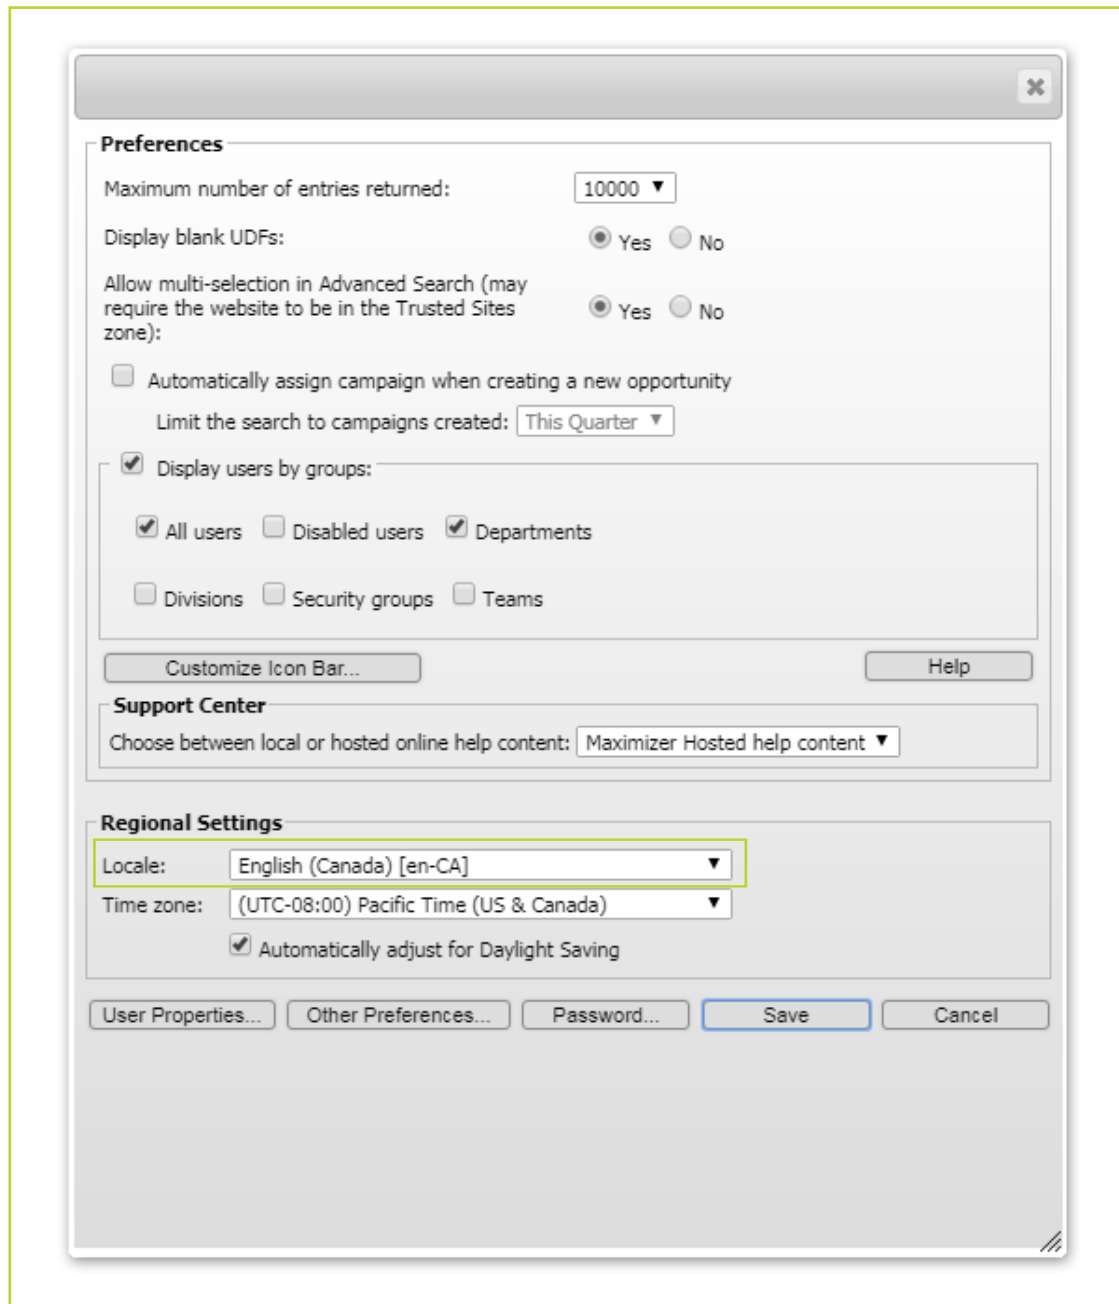 Preferences
Maximum number of entries returned: 10000
Display blank UDFs: Yes No
Allow multi-selection in Advanced Search (may
require the website to be in the Trusted Sites
zone): Yes No
Automatically assign campaign when creating a new opportunity
Limit the search to campaigns created: This Quarter
Display users by groups:
All users Disabled users Departments
Divisions Security groups Teams
Customize Icon Bar... Help
Support Center
Choose between local or hosted online help content: Maximizer Hosted help content
Regional Settings
Locale: English (Canada) [en-CA]
Time zone: (UTC-08:00) Pacific Time (US & Canada)
Automatically adjust for Daylight Saving
User Properties... Other Preferences... Password... Save Cancel